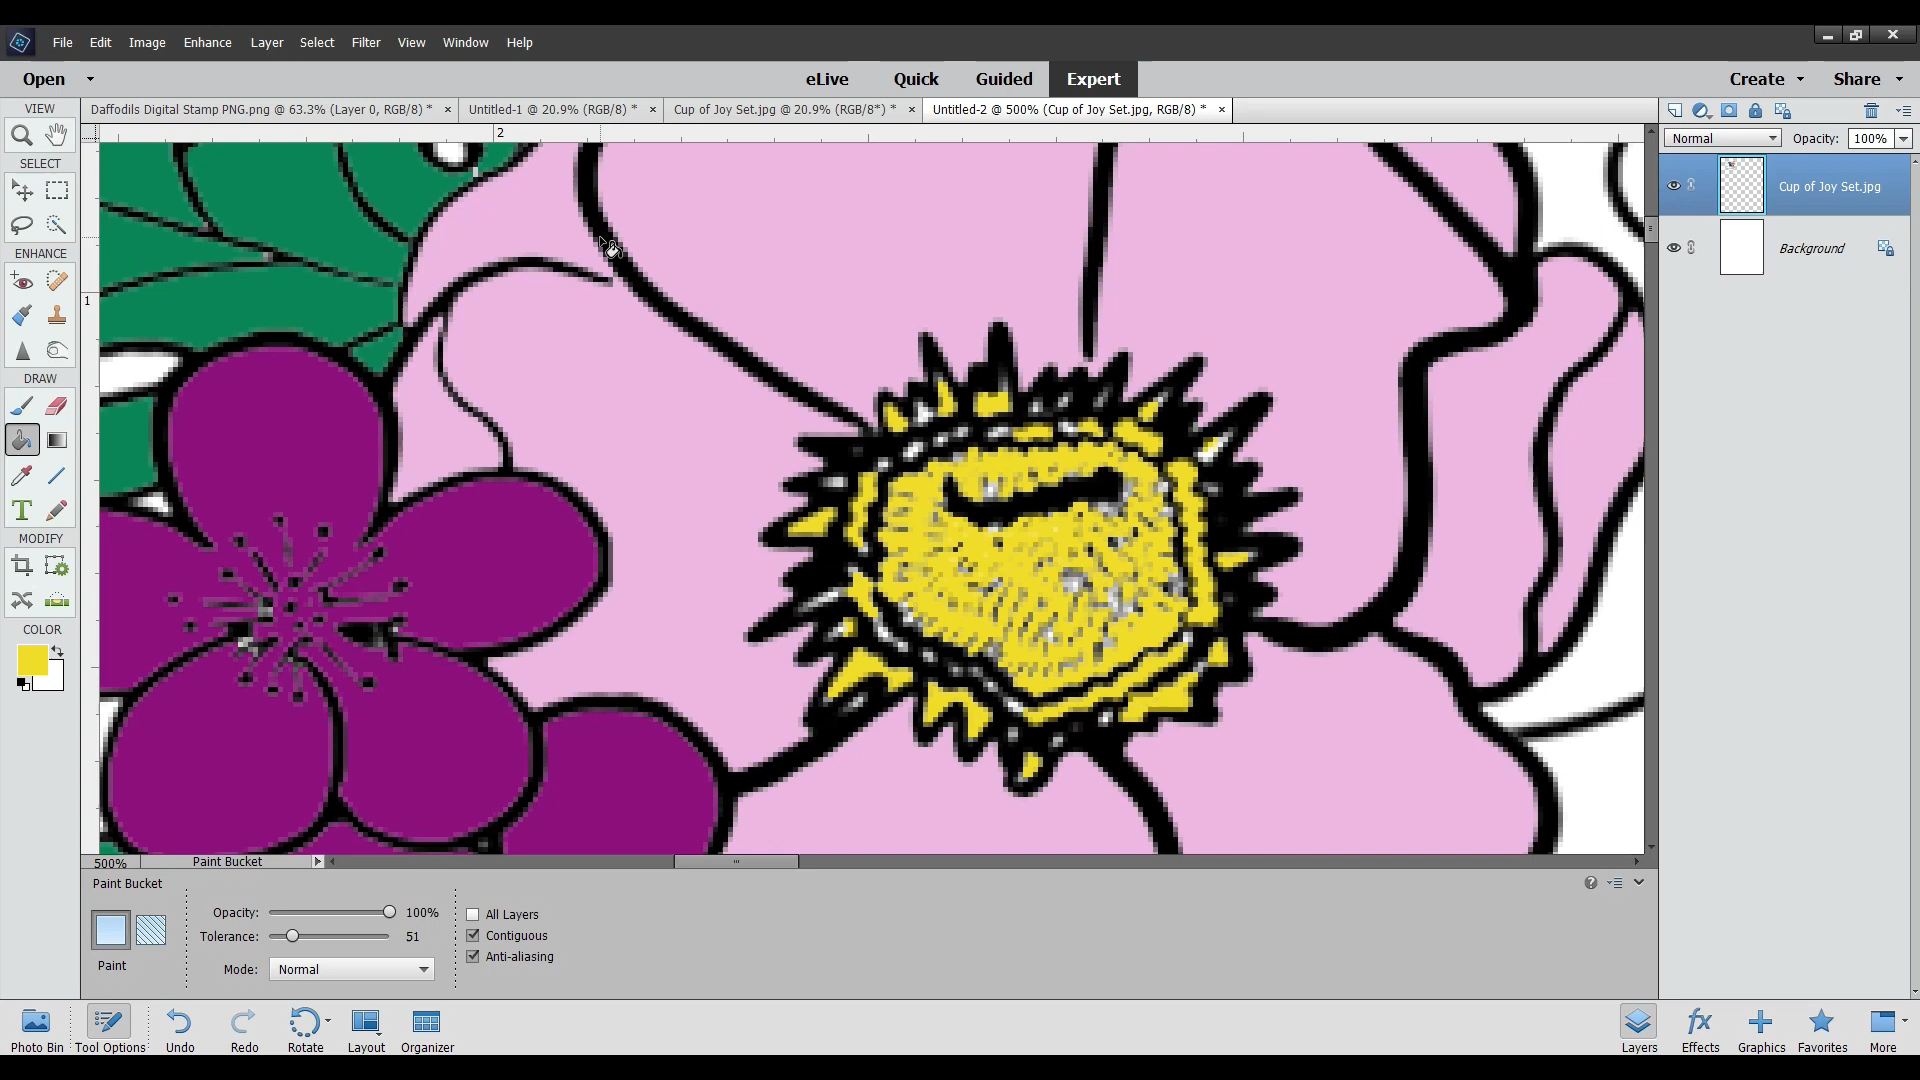 File Edit Image Enhance Layer Select Filter View Window Help
Open eLive Quick Guided Expert Create Share
VIEW
Daffodils Digital Stamp PNG.png @ 63.3% (Layer 0, RGB/8) * × Untitled-1 @ 20.9% (RGB/8) * × Cup of Joy Set.jpg @ 20.9% (RGB/8*) * × Untitled-2 @ 500% (Cup of Joy Set.jpg, RGB/8) * ×
2
Normal Opacity: 100%
SELECT
Cup of Joy Set.jpg
Background
ENHANCE
1
DRAW
T
MODIFY
COLOR
500% Paint Bucket
Paint Bucket
Opacity: 100% All Layers
Tolerance: 51 Contiguous
Anti-aliasing
Paint
Mode: Normal
fx
Photo Bin Tool Options Undo Redo Rotate Layout Organizer Layers Effects Graphics Favorites More